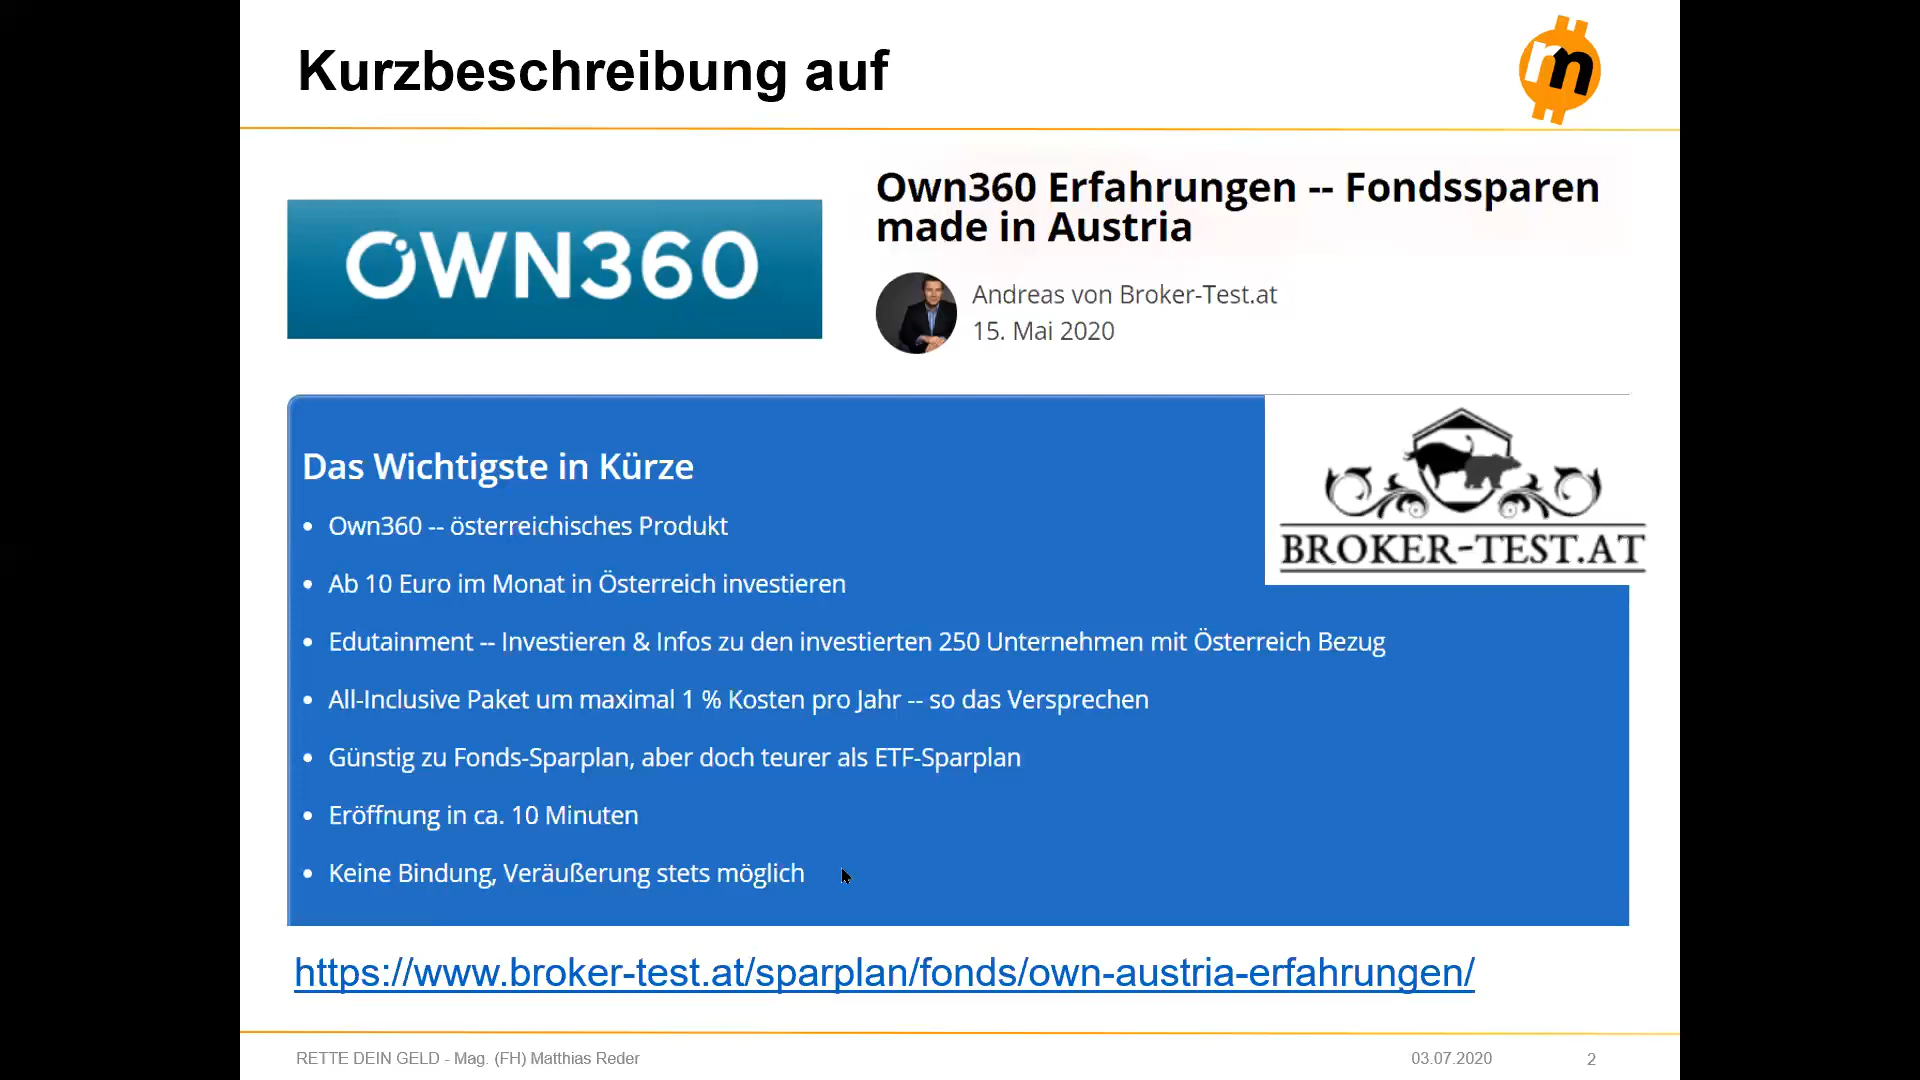 Kurzbeschreibung auf
m
OWN360
Own360 Erfahrungen -- Fondssparen
made in Austria
Andreas von Broker-Test.at
15. Mai 2020
BROKER-TEST.AT
Das Wichtigste in Kürze
• Own360 -- österreichisches Produkt
• Ab 10 Euro im Monat in Österreich investieren
• Edutainment -- Investieren & Infos zu den investierten 250 Unternehmen mit Österreich Bezug
• All-Inclusive Paket um maximal 1 % Kosten pro Jahr -- so das Versprechen
• Günstig zu Fonds-Sparplan, aber doch teurer als ETF-Sparplan
• Eröffnung in ca. 10 Minuten
• Keine Bindung, Veräußerung stets möglich
https://www.broker-test.at/sparplan/fonds/own-austria-erfahrungen/
RETTE DEIN GELD - Mag. (FH) Matthias Reder
03.07.2020
2